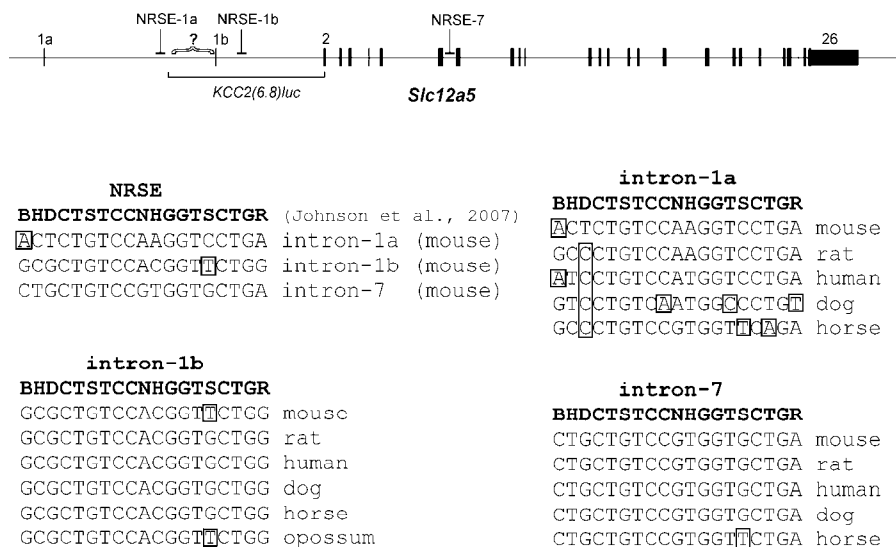 NRSE-1a NRSE-1b NRSE-7
1a ? 1b 2 26
KCC2(6.8)luc
Slc12a5
NRSE
BHDCTSTCCNHGGTSCTGR (Johnson et al., 2007)
ACTCTGTCCAAGGTCCTGA intron-1a (mouse)
GCGCTGTCCACGGTTCTGG intron-1b (mouse)
CTGCTGTCCGTGGTGCTGA intron-7 (mouse)
intron-1a
BHDCTSTCCNHGGTSCTGR
ACTCTGTCCAAGGTCCTGA mouse
GCCCTGTCCAAGGTCCTGA rat
ATCCTGTCCATGGTCCTGA human
GTCCTGTCAATGGCCCTGT dog
GCCCTGTCCGTGGTTCAGA horse
intron-1b
BHDCTSTCCNHGGTSCTGR
GCGCTGTCCACGGTTCTGG mouse
GCGCTGTCCACGGTGCTGG rat
GCGCTGTCCACGGTGCTGG human
GCGCTGTCCACGGTGCTGG dog
GCGCTGTCCACGGTGCTGG horse
GCGCTGTCCACGGTTCTGG opossum
intron-7
BHDCTSTCCNHGGTSCTGR
CTGCTGTCCGTGGTGCTGA mouse
CTGCTGTCCGTGGTGCTGA rat
CTGCTGTCCGTGGTGCTGA human
CTGCTGTCCGTGGTGCTGA dog
CTGCTGTCCGTGGTTCTGA horse